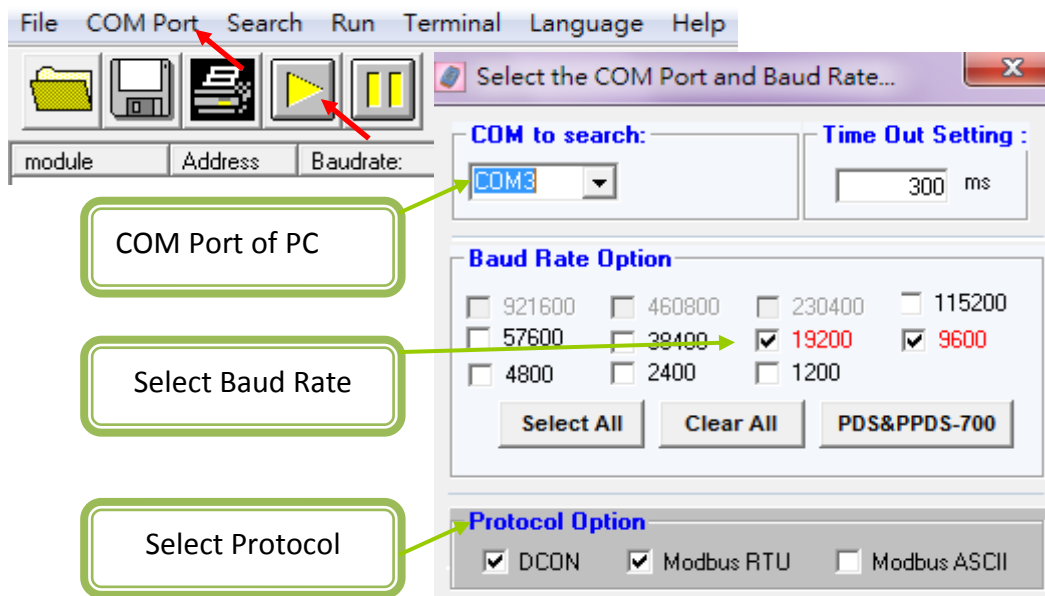 File COM Port Search Run Terminal Language Help
Select the COM Port and Baud Rate...
X
module Address Baudrate:
COM to search:
COM3
Time Out Setting :
300 ms
COM Port of PC
Baud Rate Option
921600 460800 230400 115200
57600 38400 19200 9600
4800 2400 1200
Select Baud Rate
Select All Clear All PDS&PPDS-700
Protocol Option
DCON Modbus RTU Modbus ASCII
Select Protocol